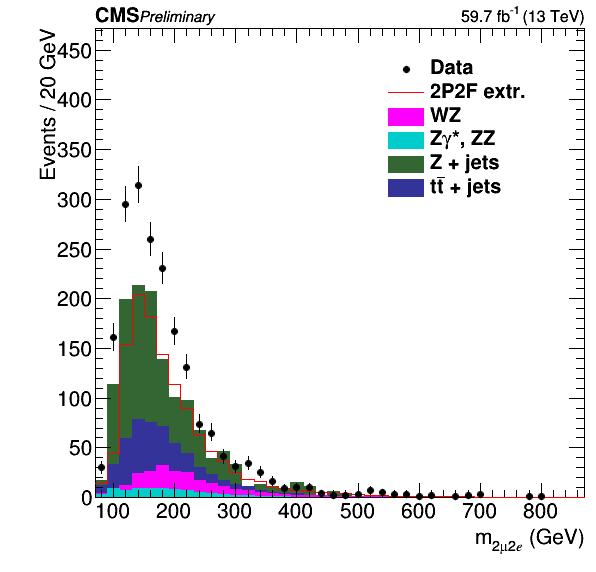 CMS Preliminary 59.7 fb⁻¹ (13 TeV)
Events / 20 GeV
450
400
350
300
250
200
150
100
50
0
Data
2P2F extr.
WZ
Zγ*, ZZ
Z + jets
tt̄ + jets
100 200 300 400 500 600 700 800
m₂μ₂e (GeV)